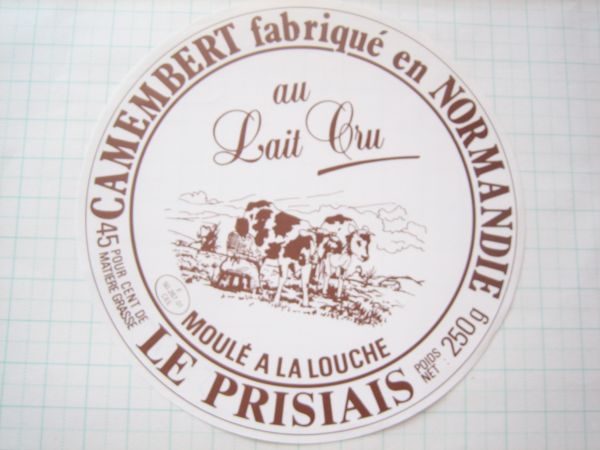 CAMEMBERT fabriqué en NORMANDIE
au
Lait Cru
MOULÉ A LA LOUCHE
45 POUR CENT DE
MATIÈRE GRASSE
LE PRISIAIS
POIDS
NET : 250g